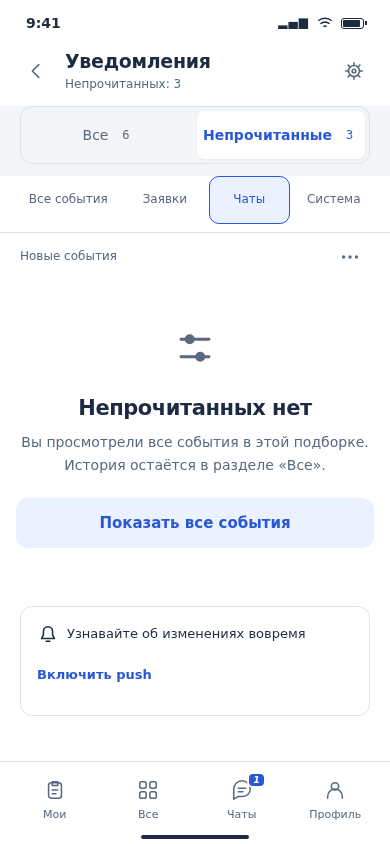 9:41
Уведомления
Непрочитанных: 3
Все 6
Непрочитанные 3
Все события
Заявки
Чаты
Система
Новые события
Непрочитанных нет
Вы просмотрели все события в этой подборке.
История остаётся в разделе «Все».
Показать все события
Узнавайте об изменениях вовремя
Включить push
1
Мои
Все
Чаты
Профиль